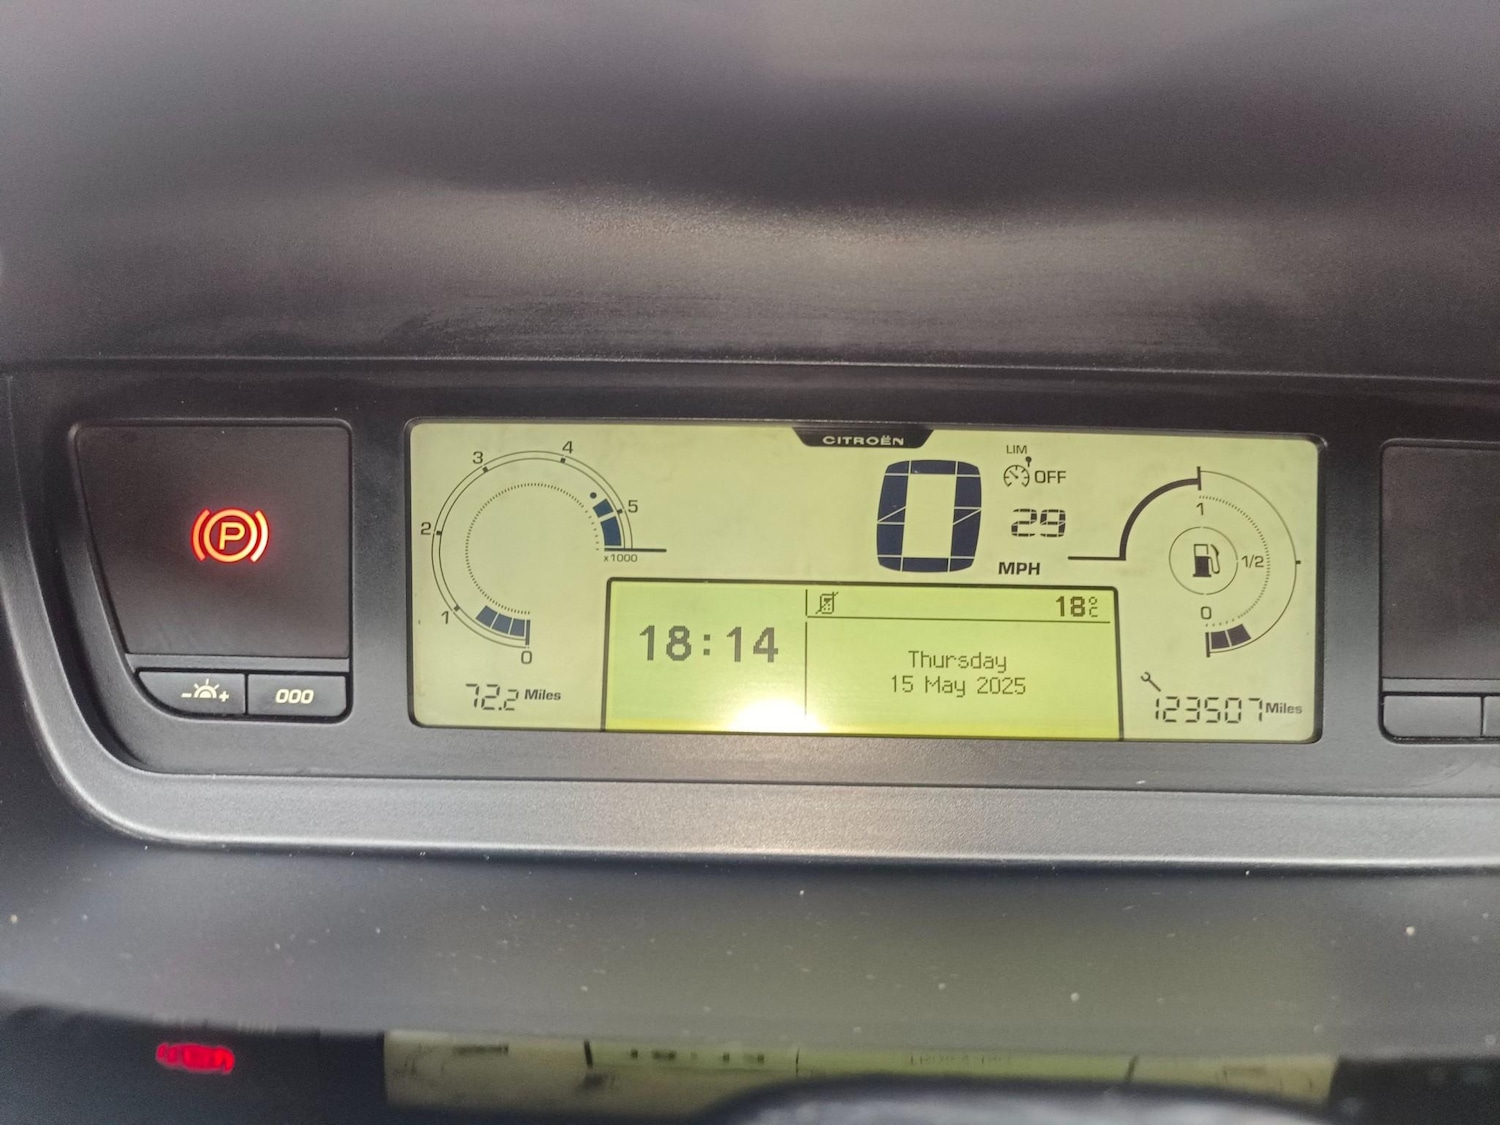 CITROËN
P
3
4
2
5
x1000
1
0
72.2 Miles
- +
000
0
MPH
LIM
OFF
29
18:14
18°C
Thursday
15 May 2025
1
1/2
0
123507 Miles